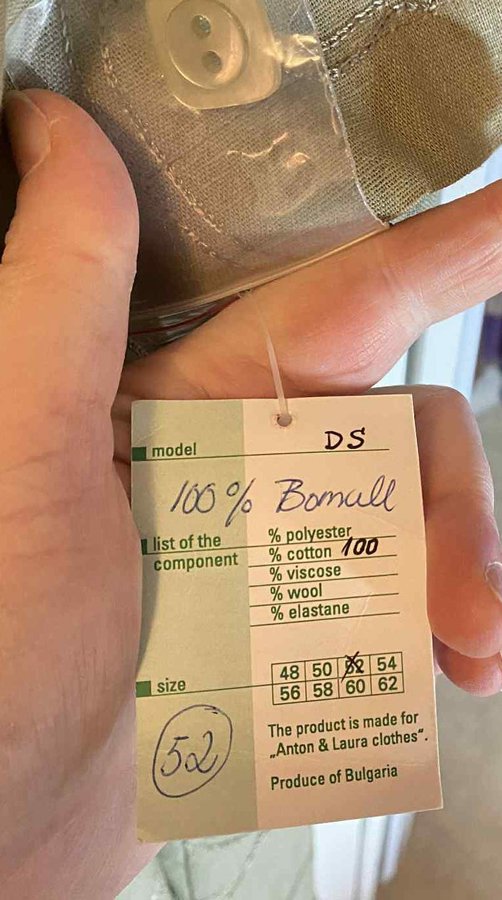 model DS
100% Bomull
list of the component
% polyester
% cotton 100
% viscose
% wool
% elastane
size
48 50 52 54
56 58 60 62
52
The product is made for
„Anton & Laura clothes“.
Produce of Bulgaria